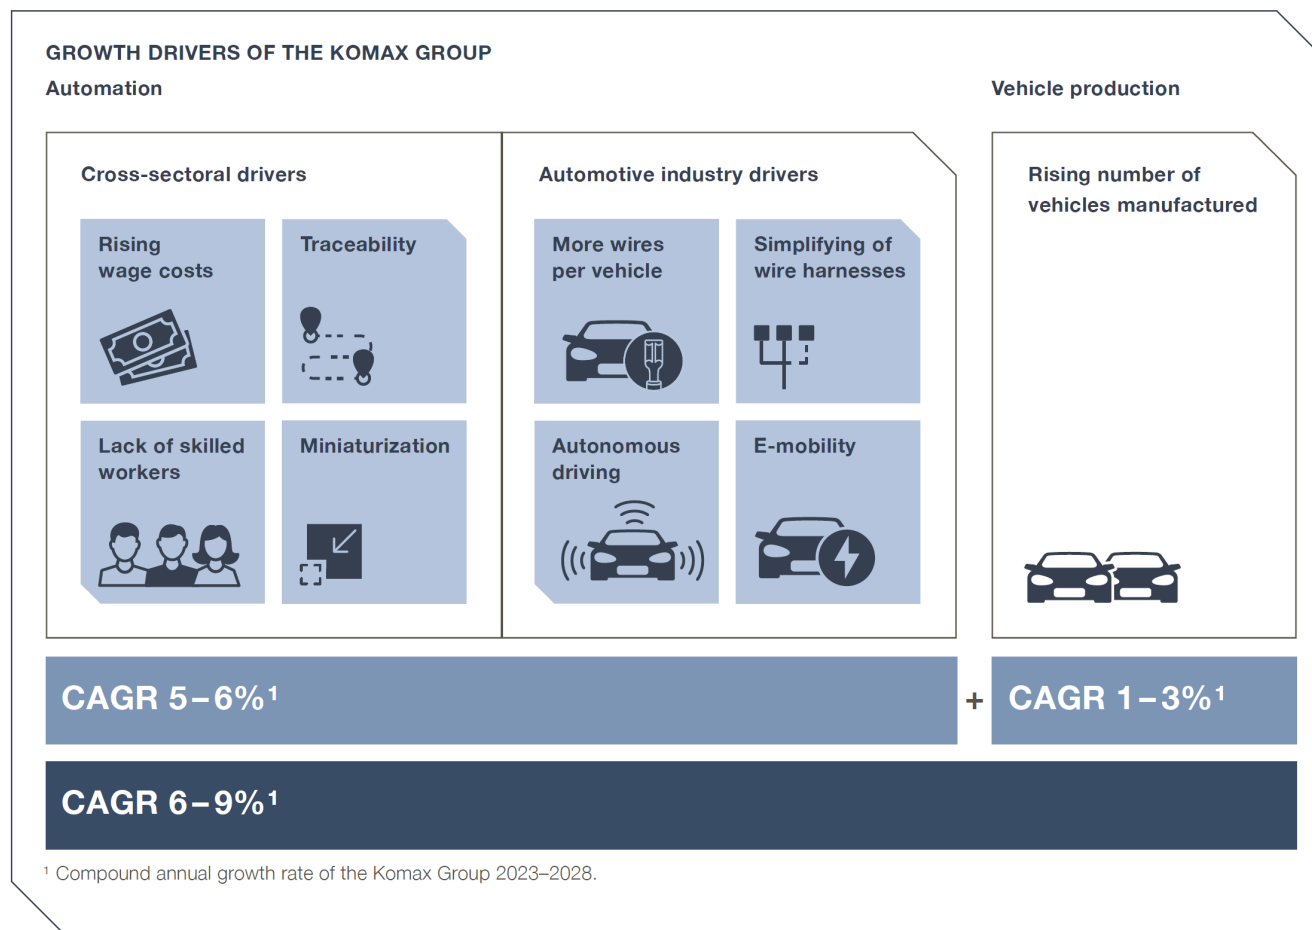 GROWTH DRIVERS OF THE KOMAX GROUP
Automation
Vehicle production
Cross-sectoral drivers
Automotive industry drivers
Rising number of
vehicles manufactured
Rising
wage costs
Traceability
More wires
per vehicle
Simplifying of
wire harnesses
Lack of skilled
workers
Miniaturization
Autonomous
driving
E-mobility
CAGR 5–6%¹
+
CAGR 1–3%¹
CAGR 6–9%¹
¹ Compound annual growth rate of the Komax Group 2023–2028.